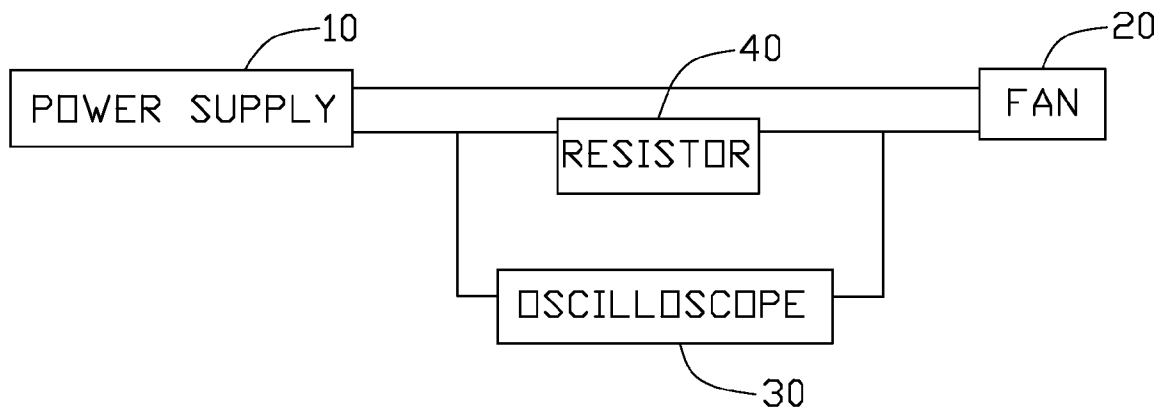 10
20
40
POWER SUPPLY
FAN
RESISTOR
OSCILLOSCOPE
30